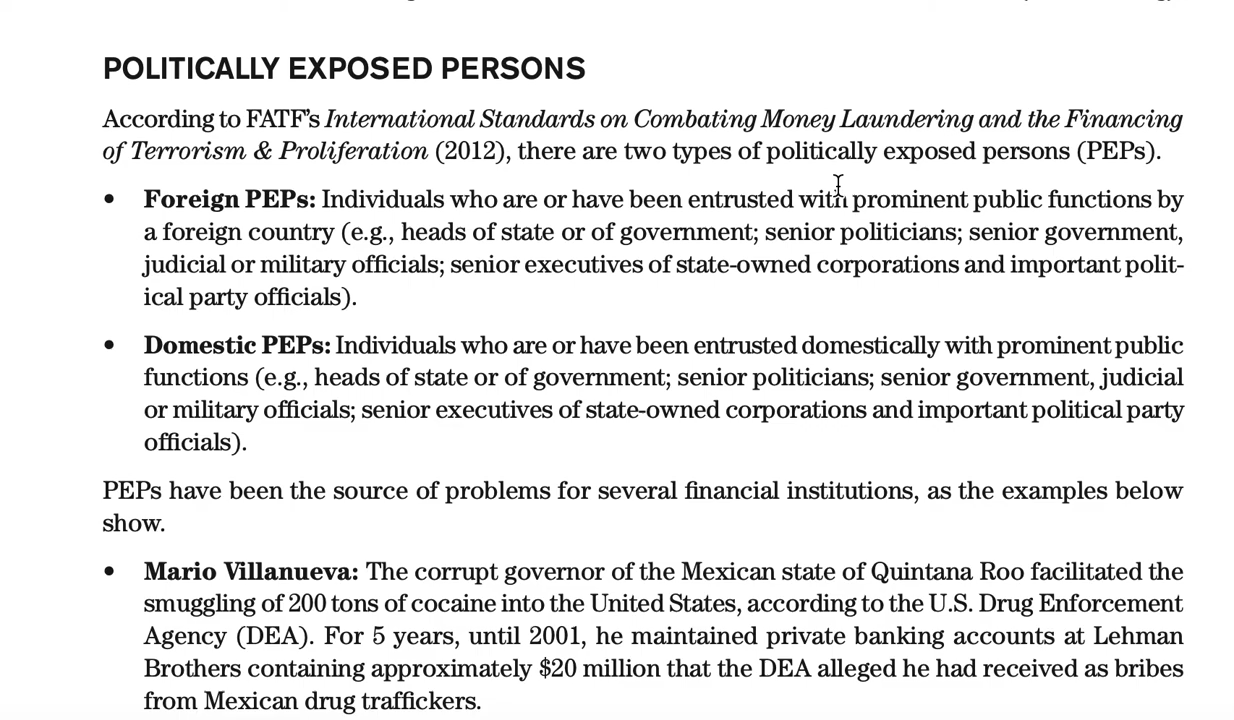 POLITICALLY EXPOSED PERSONS
According to FATF's International Standards on Combating Money Laundering and the Financing
of Terrorism & Proliferation (2012), there are two types of politically exposed persons (PEPs).
• Foreign PEPs: Individuals who are or have been entrusted with prominent public functions by
a foreign country (e.g., heads of state or of government; senior politicians; senior government,
judicial or military officials; senior executives of state-owned corporations and important polit-
ical party officials).
• Domestic PEPs: Individuals who are or have been entrusted domestically with prominent public
functions (e.g., heads of state or of government; senior politicians; senior government, judicial
or military officials; senior executives of state-owned corporations and important political party
officials).
PEPs have been the source of problems for several financial institutions, as the examples below
show.
• Mario Villanueva: The corrupt governor of the Mexican state of Quintana Roo facilitated the
smuggling of 200 tons of cocaine into the United States, according to the U.S. Drug Enforcement
Agency (DEA). For 5 years, until 2001, he maintained private banking accounts at Lehman
Brothers containing approximately $20 million that the DEA alleged he had received as bribes
from Mexican drug traffickers.